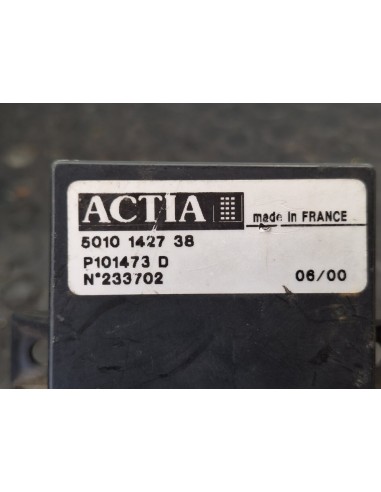 ACTIA made in FRANCE
5010 1427 38
P101473 D
N°233702 06/00